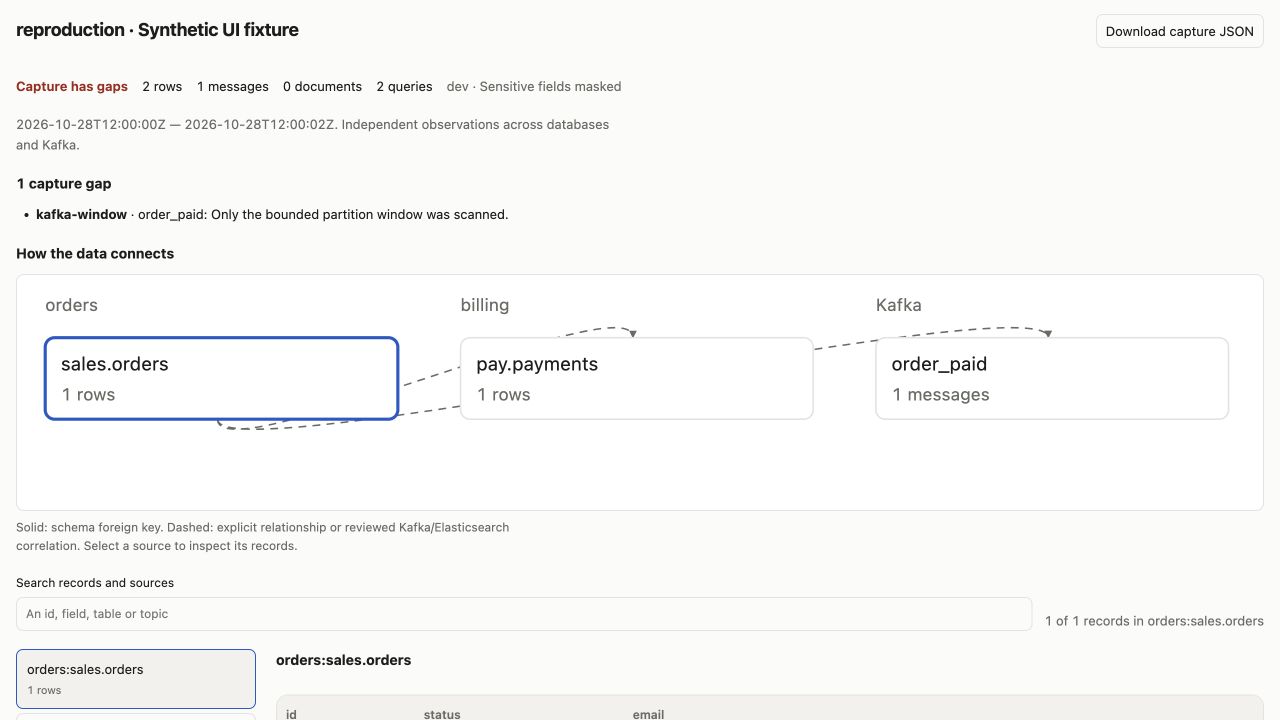 reproduction · Synthetic UI fixture
Download capture JSON
Capture has gaps 2 rows 1 messages 0 documents 2 queries dev · Sensitive fields masked
2026-10-28T12:00:00Z — 2026-10-28T12:00:02Z. Independent observations across databases
and Kafka.
1 capture gap
• kafka-window · order_paid: Only the bounded partition window was scanned.
How the data connects
orders
billing
Kafka
sales.orders
1 rows
pay.payments
1 rows
order_paid
1 messages
Solid: schema foreign key. Dashed: explicit relationship or reviewed Kafka/Elasticsearch
correlation. Select a source to inspect its records.
Search records and sources
An id, field, table or topic
1 of 1 records in orders:sales.orders
orders:sales.orders
1 rows
orders:sales.orders
id status email